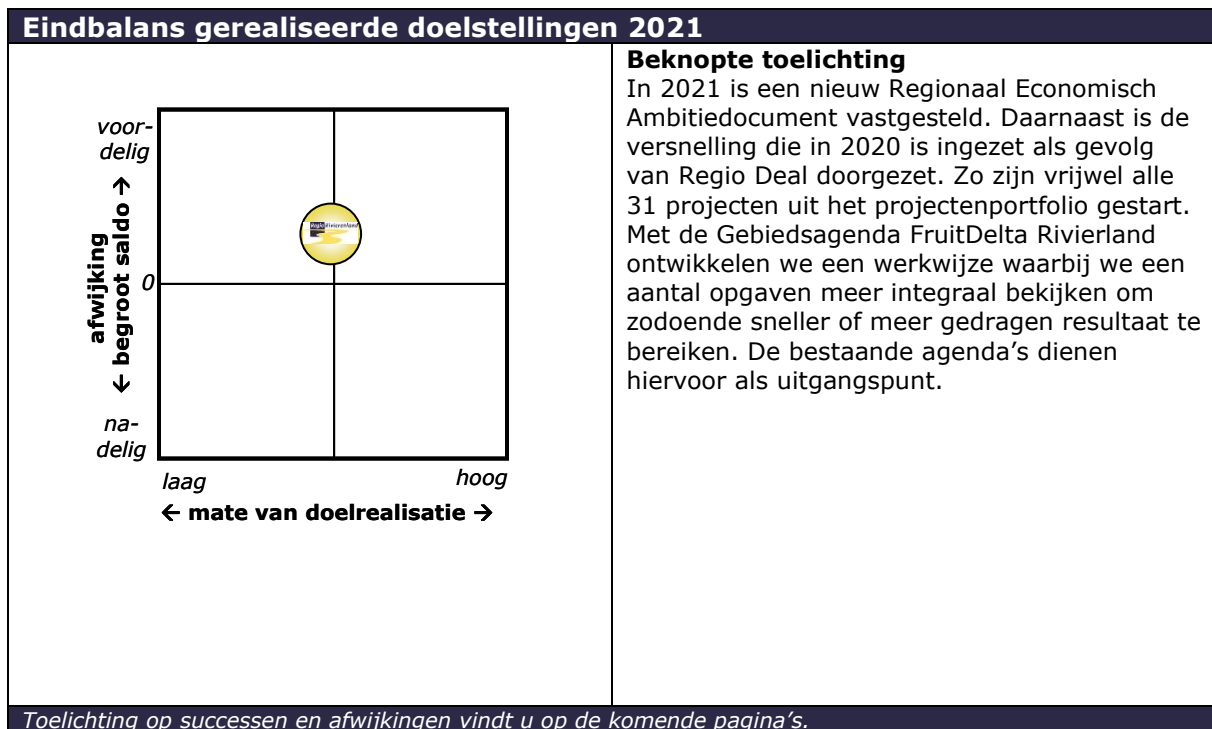 Eindbalans gerealiseerde doelstellingen 2021
voor-
delig
afwijking
← begroot saldo →
0
na-
delig
laag
hoog
← mate van doelrealisatie →
RegioRivierenland
Beknopte toelichting
In 2021 is een nieuw Regionaal Economisch
Ambitiedocument vastgesteld. Daarnaast is de
versnelling die in 2020 is ingezet als gevolg
van Regio Deal doorgezet. Zo zijn vrijwel alle
31 projecten uit het projectenportfolio gestart.
Met de Gebiedsagenda FruitDelta Rivierland
ontwikkelen we een werkwijze waarbij we een
aantal opgaven meer integraal bekijken om
zodoende sneller of meer gedragen resultaat te
bereiken. De bestaande agenda’s dienen
hiervoor als uitgangspunt.
Toelichting op successen en afwijkingen vindt u op de komende pagina’s.